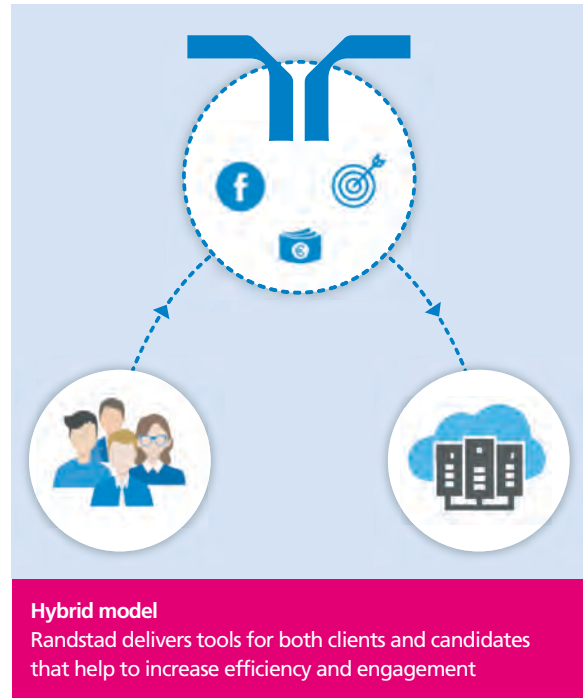 Hybrid model
Randstad delivers tools for both clients and candidates
that help to increase efficiency and engagement